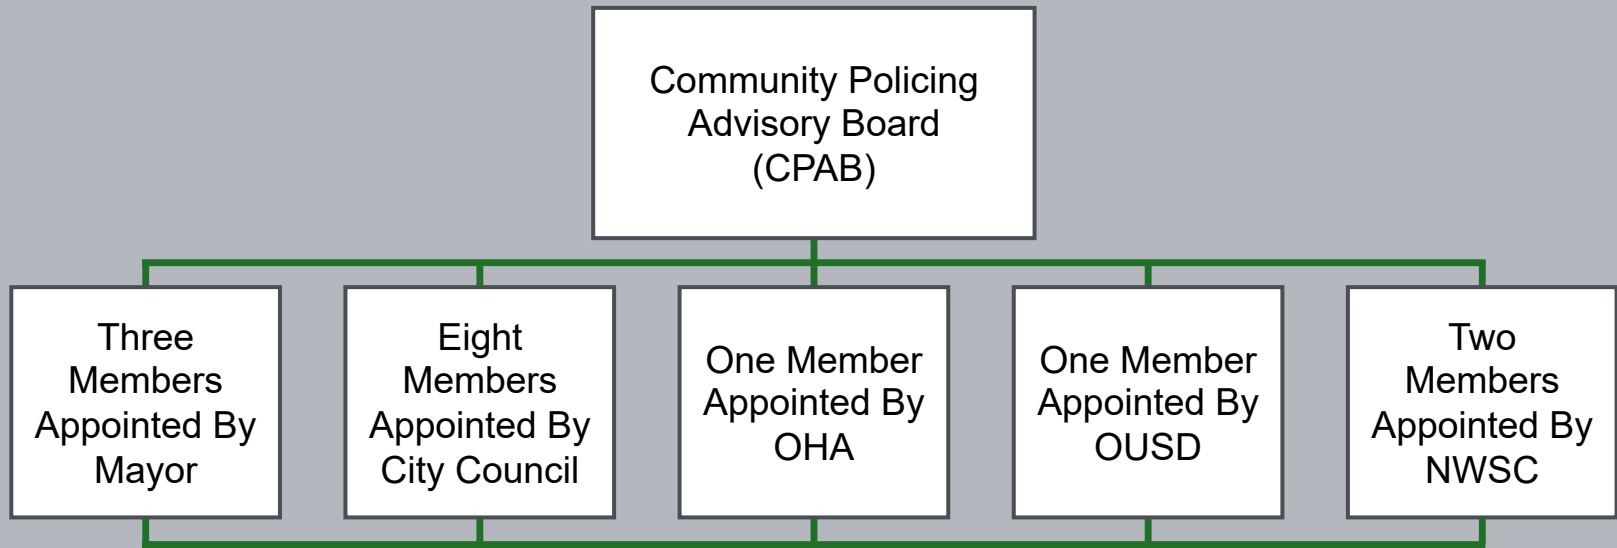 Community Policing
Advisory Board
(CPAB)
Three
Members
Appointed By
Mayor
Eight
Members
Appointed By
City Council
One Member
Appointed By
OHA
One Member
Appointed By
OUSD
Two
Members
Appointed By
NWSC